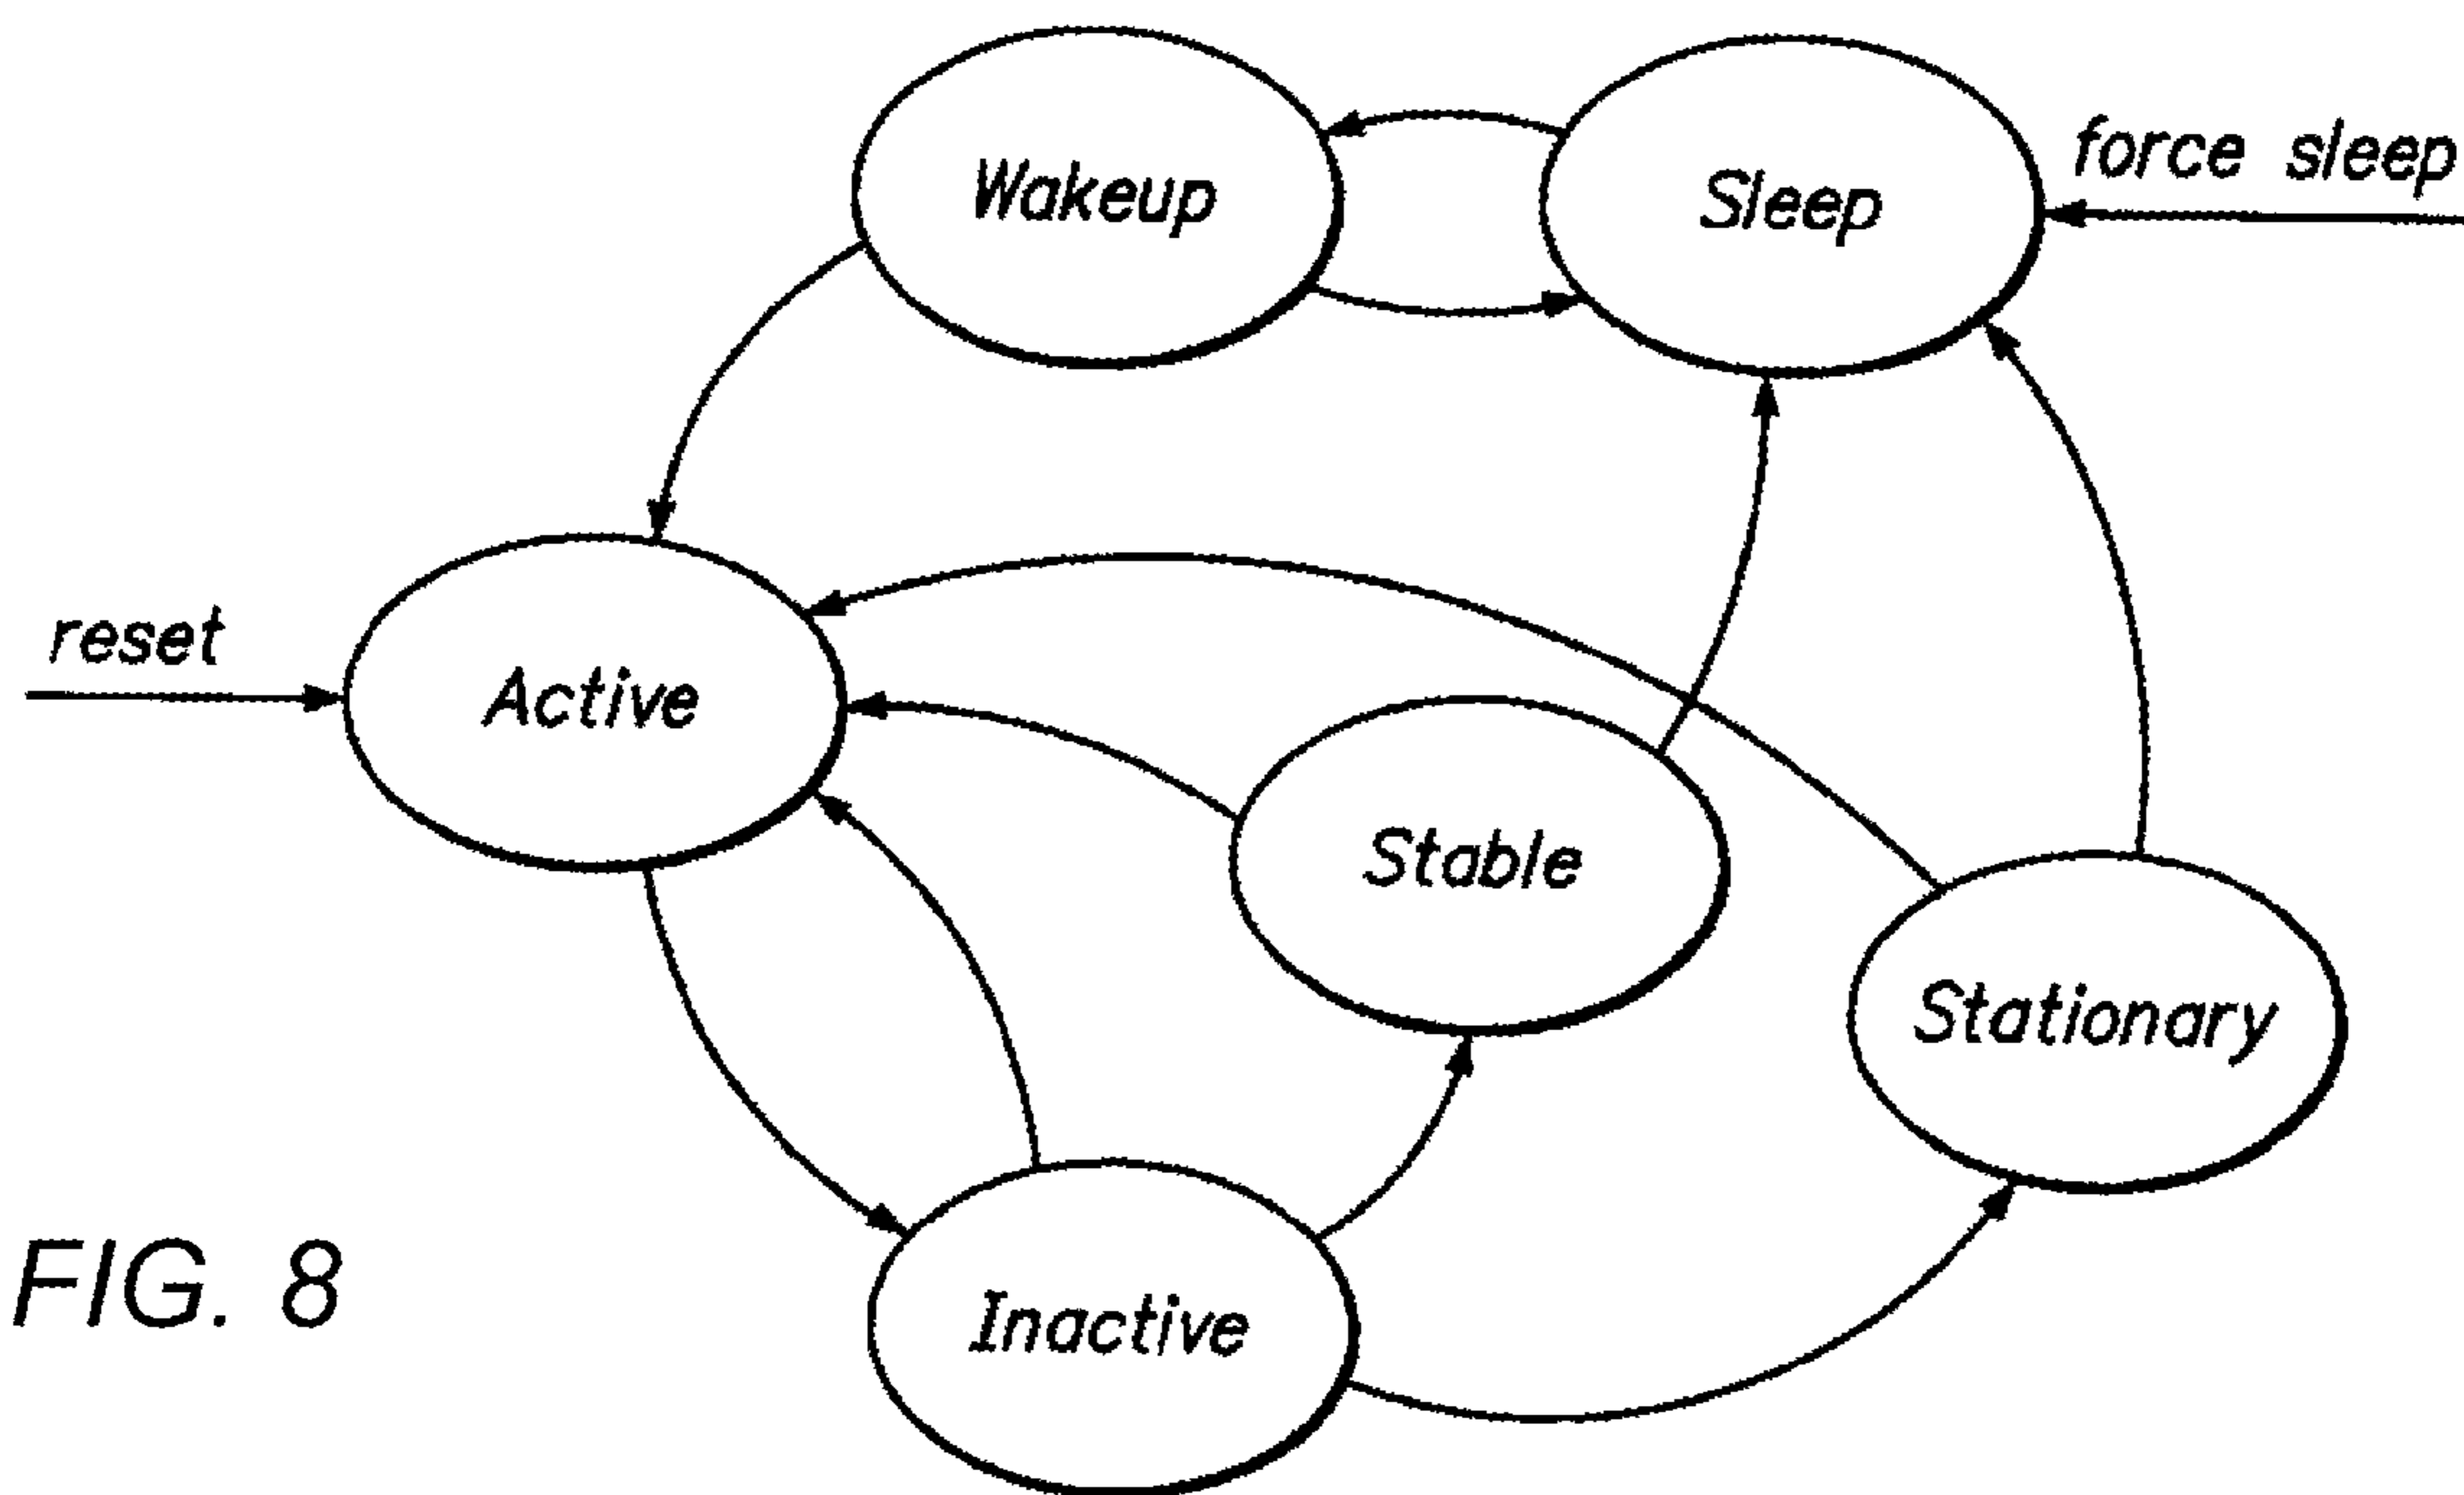 Wakeup
Sleep
force sleep
reset
Active
Stable
Stationary
Inactive
FIG. 8